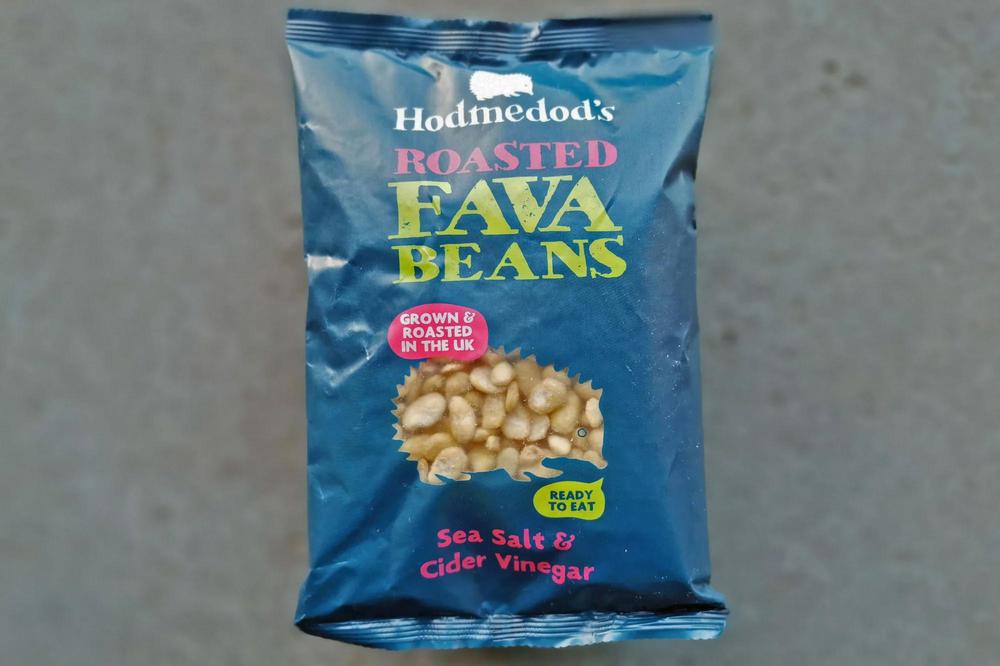 Hodmedod's
ROASTED
FAVA
BEANS
GROWN &
ROASTED
IN THE UK
READY
TO EAT
Sea Salt &
Cider Vinegar